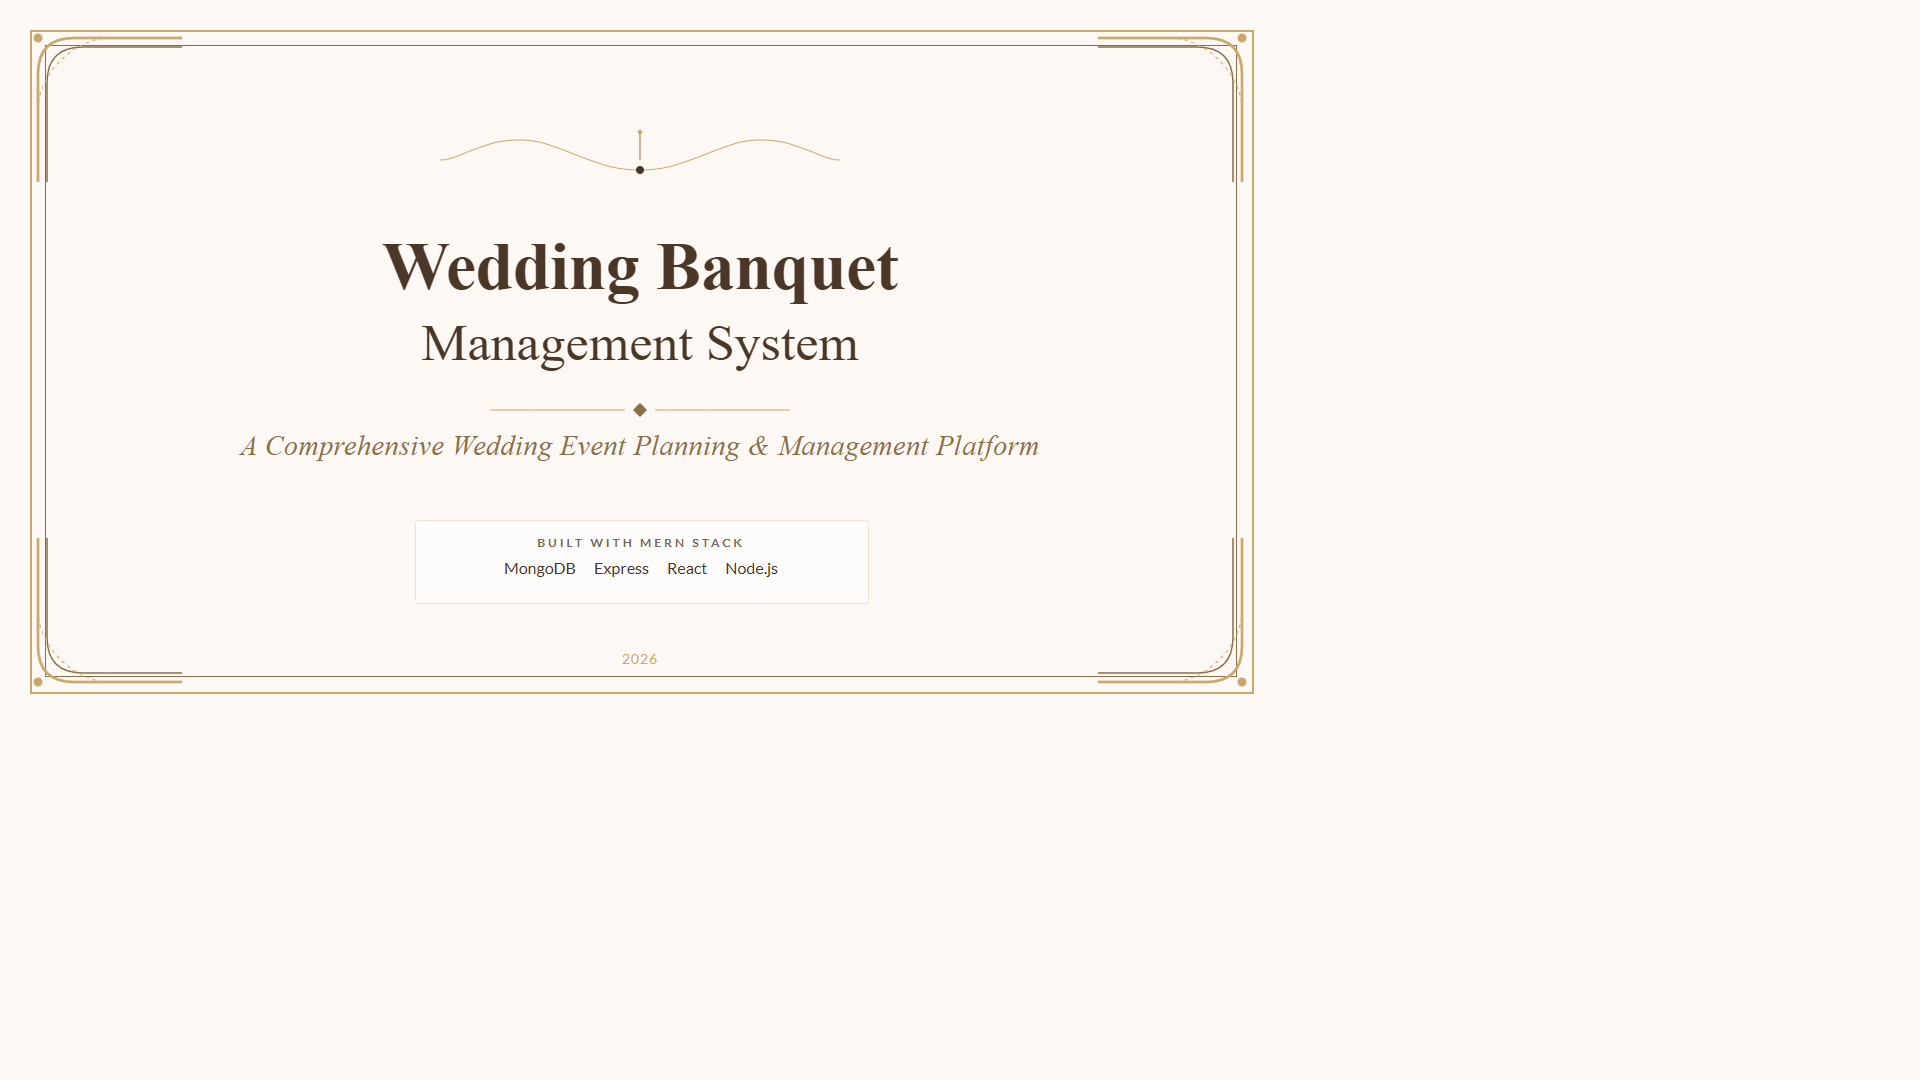 Wedding Banquet
Management System
A Comprehensive Wedding Event Planning & Management Platform
BUILT WITH MERN STACK
MongoDB Express React Node.js
2026